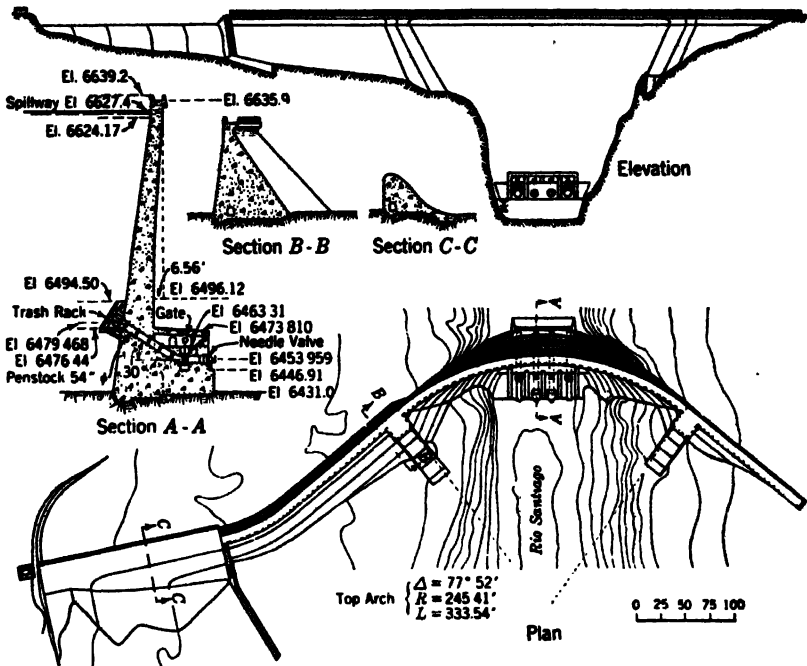 El. 6639.2
Spillway El 6627.4
El. 6624.17
El. 6635.9
Elevation
Section B-B
Section C-C
6.56'
El 6494.50
El 6496.12
Trash Rack
Gate
El 6463 31
El 6473 810
Needle Valve
El 6479 468
El 6476 44
Penstock 54"
30
El 6453 959
El 6446.91
El 6431.0
Section A-A
A
A
B
Rio Santiago
C
C
Top Arch
Δ = 77° 52'
R = 245 41'
L = 333.54'
Plan
0 25 50 75 100